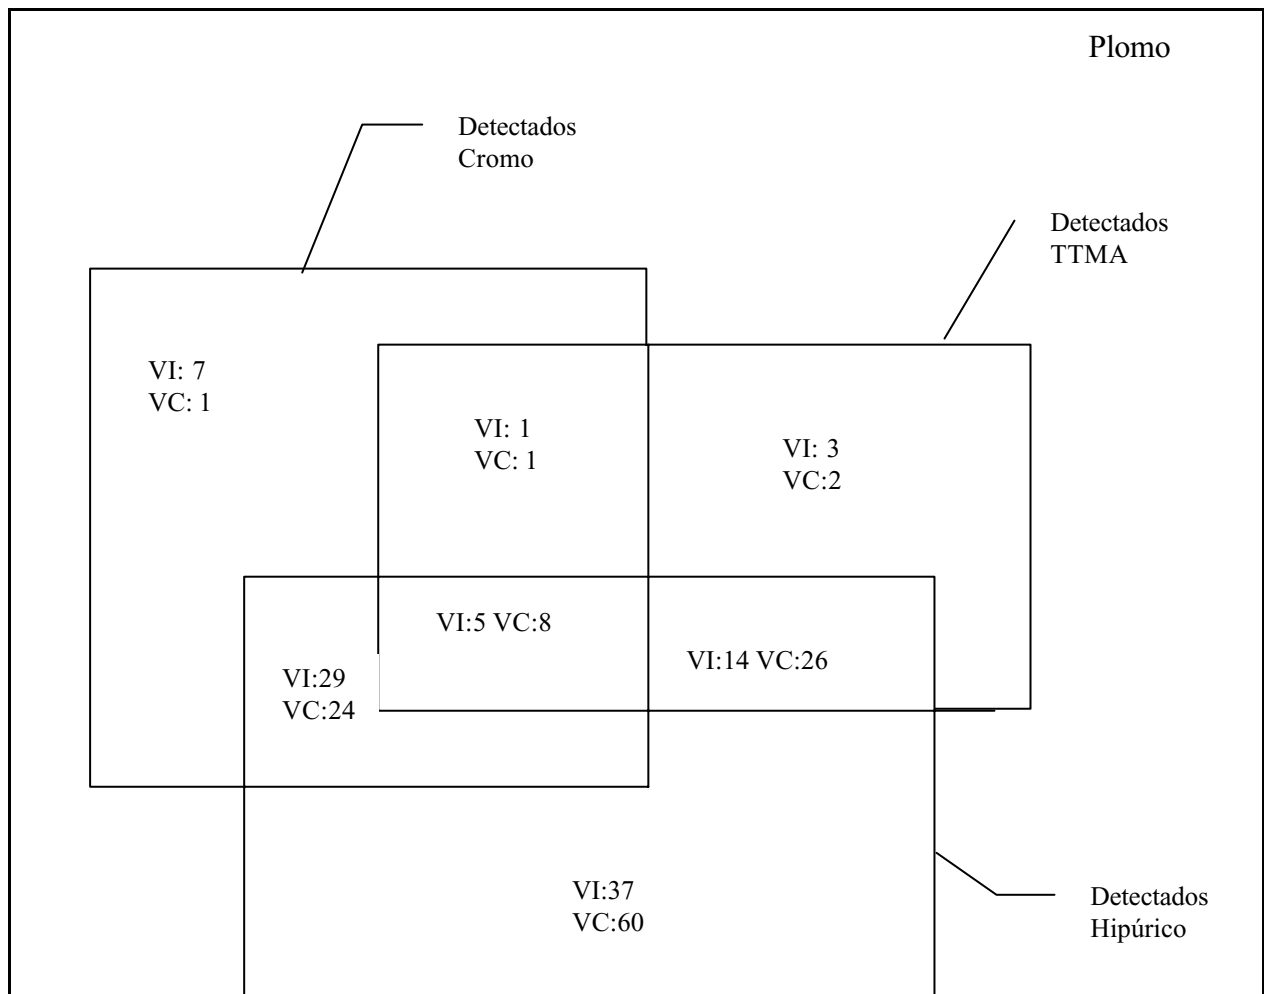 Plomo
Detectados
Cromo
Detectados
TTMA
VI: 7
VC: 1
VI: 1
VC: 1
VI: 3
VC:2
VI:5 VC:8
VI:14 VC:26
VI:29
VC:24
VI:37
VC:60
Detectados
Hipúrico